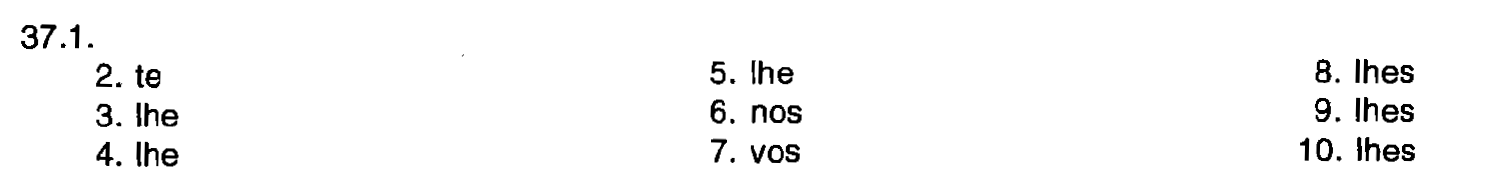 37.1.
2. te
3. lhe
4. lhe
5. lhe
6. nos
7. vos
8. lhes
9. lhes
10. lhes